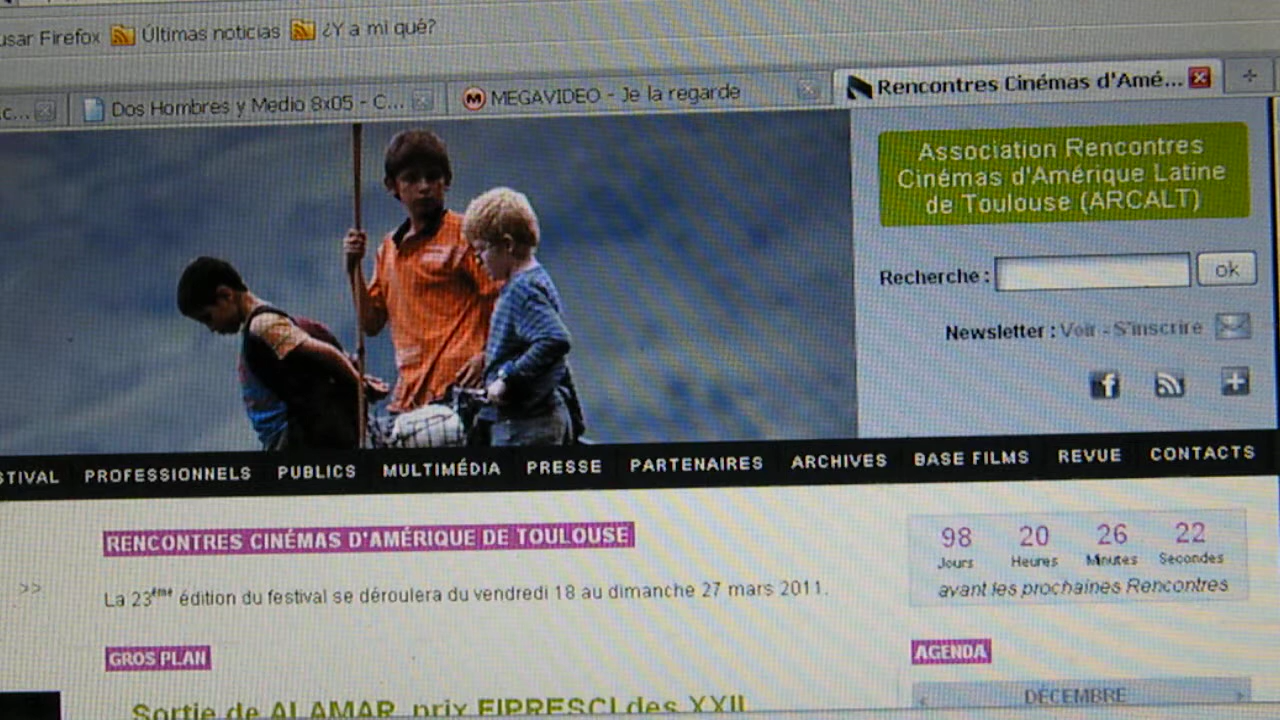 usar Firefox Últimas noticias ¿Y a mi qué?
c... Dos Hombres y Medio 8x05 - C... MEGAVIDEO - Je la regarde Rencontres Cinémas d'Amé...
Association Rencontres
Cinémas d'Amérique Latine
de Toulouse (ARCALT)
Recherche : ok
Newsletter : Voir - S'inscrire
STIVAL PROFESSIONNELS PUBLICS MULTIMÉDIA PRESSE PARTENAIRES ARCHIVES BASE FILMS REVUE CONTACTS
RENCONTRES CINÉMAS D'AMÉRIQUE DE TOULOUSE
>>
La 23ème édition du festival se déroulera du vendredi 18 au dimanche 27 mars 2011.
98 20 26 22
Jours Heures Minutes Secondes
avant les prochaines Rencontres
GROS PLAN
Sortie de ALAMAR, prix FIPRESCI des XXII
AGENDA
< DÉCEMBRE >